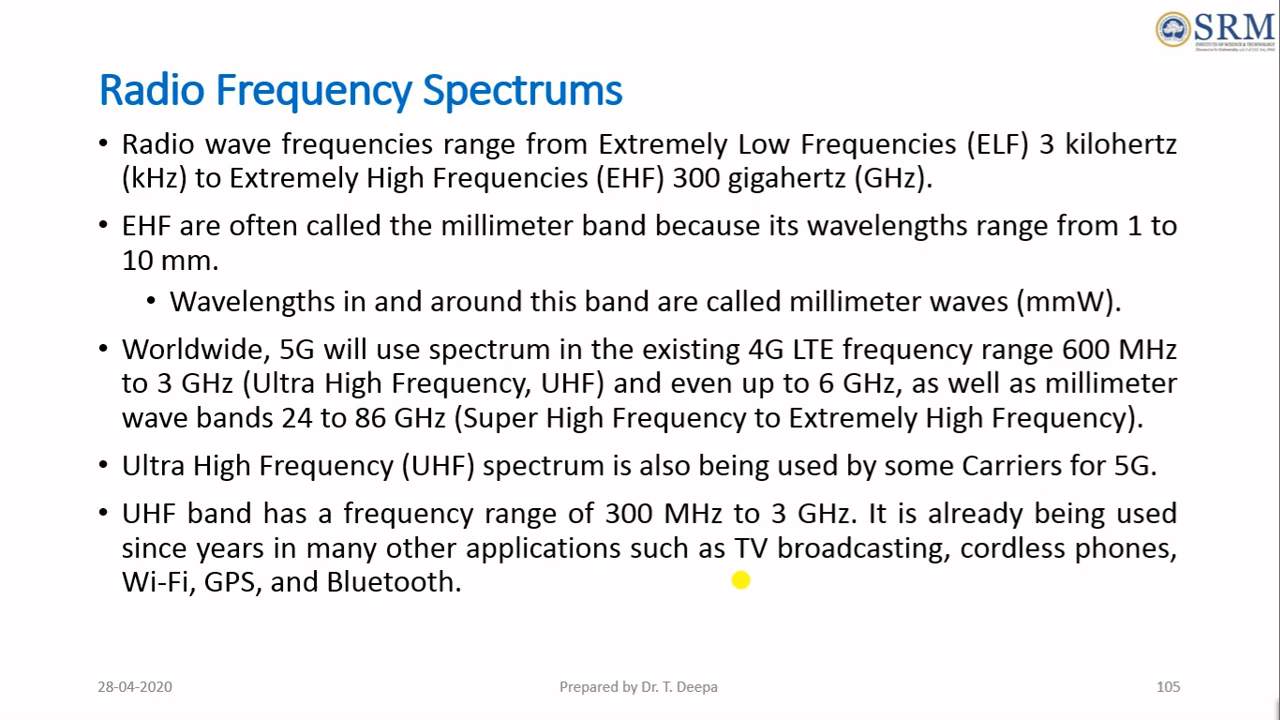 SRM
INSTITUTE OF SCIENCE & TECHNOLOGY
Radio Frequency Spectrums
• Radio wave frequencies range from Extremely Low Frequencies (ELF) 3 kilohertz
(kHz) to Extremely High Frequencies (EHF) 300 gigahertz (GHz).
• EHF are often called the millimeter band because its wavelengths range from 1 to
10 mm.
• Wavelengths in and around this band are called millimeter waves (mmW).
• Worldwide, 5G will use spectrum in the existing 4G LTE frequency range 600 MHz
to 3 GHz (Ultra High Frequency, UHF) and even up to 6 GHz, as well as millimeter
wave bands 24 to 86 GHz (Super High Frequency to Extremely High Frequency).
• Ultra High Frequency (UHF) spectrum is also being used by some Carriers for 5G.
• UHF band has a frequency range of 300 MHz to 3 GHz. It is already being used
since years in many other applications such as TV broadcasting, cordless phones,
Wi-Fi, GPS, and Bluetooth.
28-04-2020
Prepared by Dr. T. Deepa
105